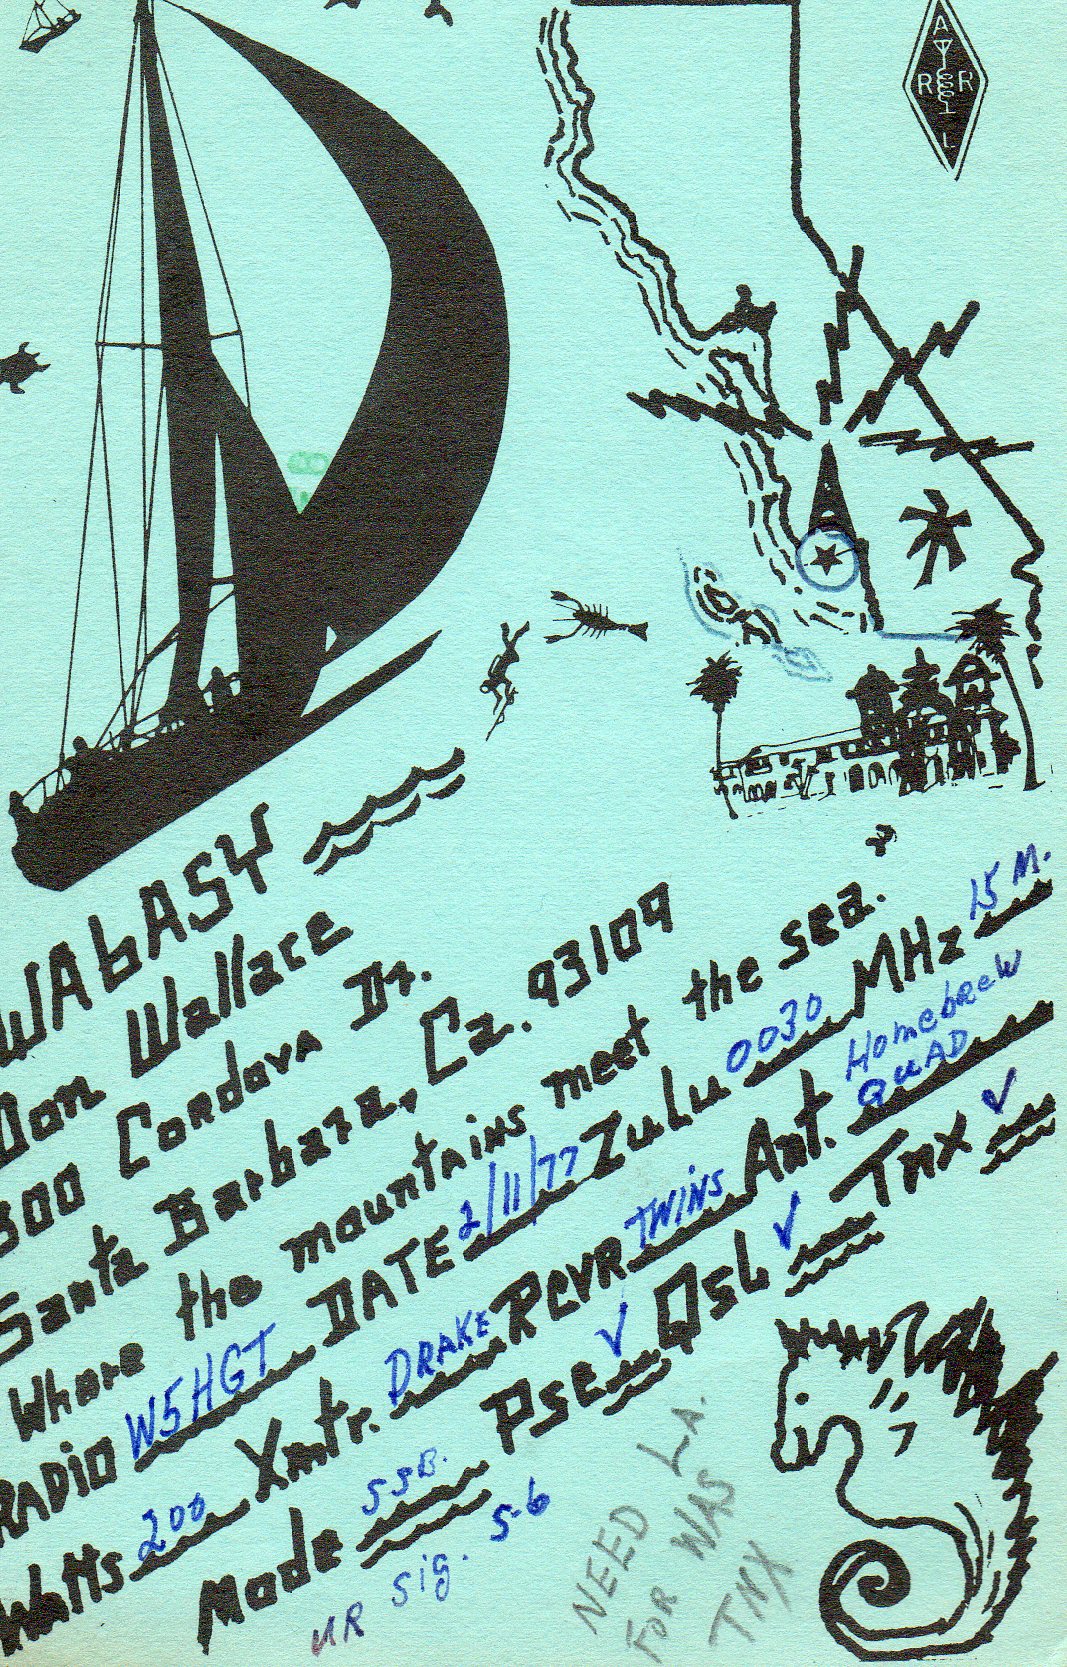 A
R R
L
WA6ASY
Don Wallace
800 Cordova Dr.
Santa Barbara, Ca. 93109
Where the mountains meet the sea.
RADIO W5HGT DATE 2/11/77 Zulu 0030 MHz 15 M.
Watts 200 Xmtr. DRAKE RCVR TWINS Ant. Homebrew QUAD
Mode SSB. Pse ✓ QSL ✓ Tnx ✓
UR sig. 5-6
NEED LA.
FOR WAS
TNX